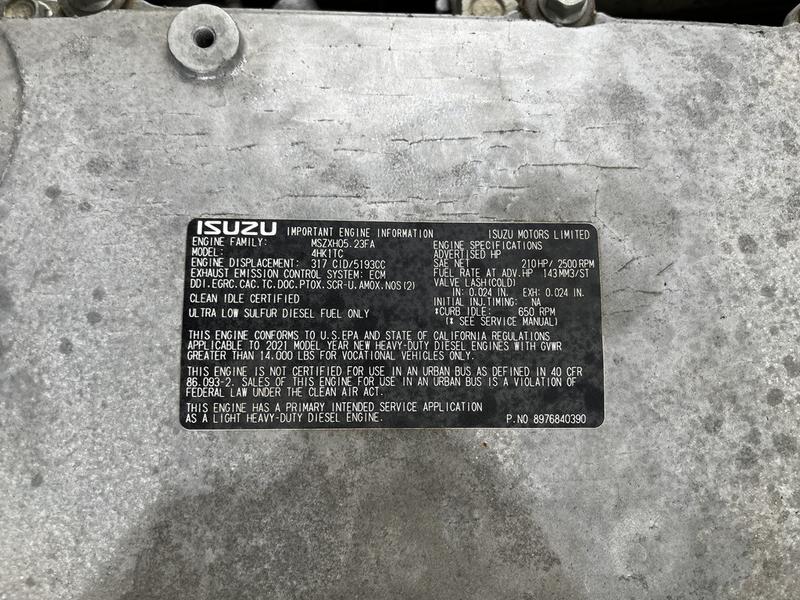 ISUZU IMPORTANT ENGINE INFORMATION ISUZU MOTORS LIMITED
ENGINE FAMILY: MSZXH05.23FA
MODEL: 4HK1TC
ENGINE DISPLACEMENT: 317 CID/5193CC
EXHAUST EMISSION CONTROL SYSTEM: ECM
DDI.EGRC.CAC.TC.DOC.PTOX.SCR-U.AMOX.NOS(2)
CLEAN IDLE CERTIFIED
ULTRA LOW SULFUR DIESEL FUEL ONLY
ENGINE SPECIFICATIONS
ADVERTISED HP
SAE NET 210HP/ 2500RPM
FUEL RATE AT ADV.HP 143MM3/ST
VALVE LASH(COLD)
IN: 0.024 IN. EXH: 0.024 IN.
INITIAL INJ.TIMING: NA
*CURB IDLE: 650 RPM
(* SEE SERVICE MANUAL)
THIS ENGINE CONFORMS TO U.S.EPA AND STATE OF CALIFORNIA REGULATIONS
APPLICABLE TO 2021 MODEL YEAR NEW HEAVY-DUTY DIESEL ENGINES WITH GVWR
GREATER THAN 14.000 LBS FOR VOCATIONAL VEHICLES ONLY.
THIS ENGINE IS NOT CERTIFIED FOR USE IN AN URBAN BUS AS DEFINED IN 40 CFR
86.093-2. SALES OF THIS ENGINE FOR USE IN AN URBAN BUS IS A VIOLATION OF
FEDERAL LAW UNDER THE CLEAN AIR ACT.
THIS ENGINE HAS A PRIMARY INTENDED SERVICE APPLICATION
AS A LIGHT HEAVY-DUTY DIESEL ENGINE. P.NO 8976840390